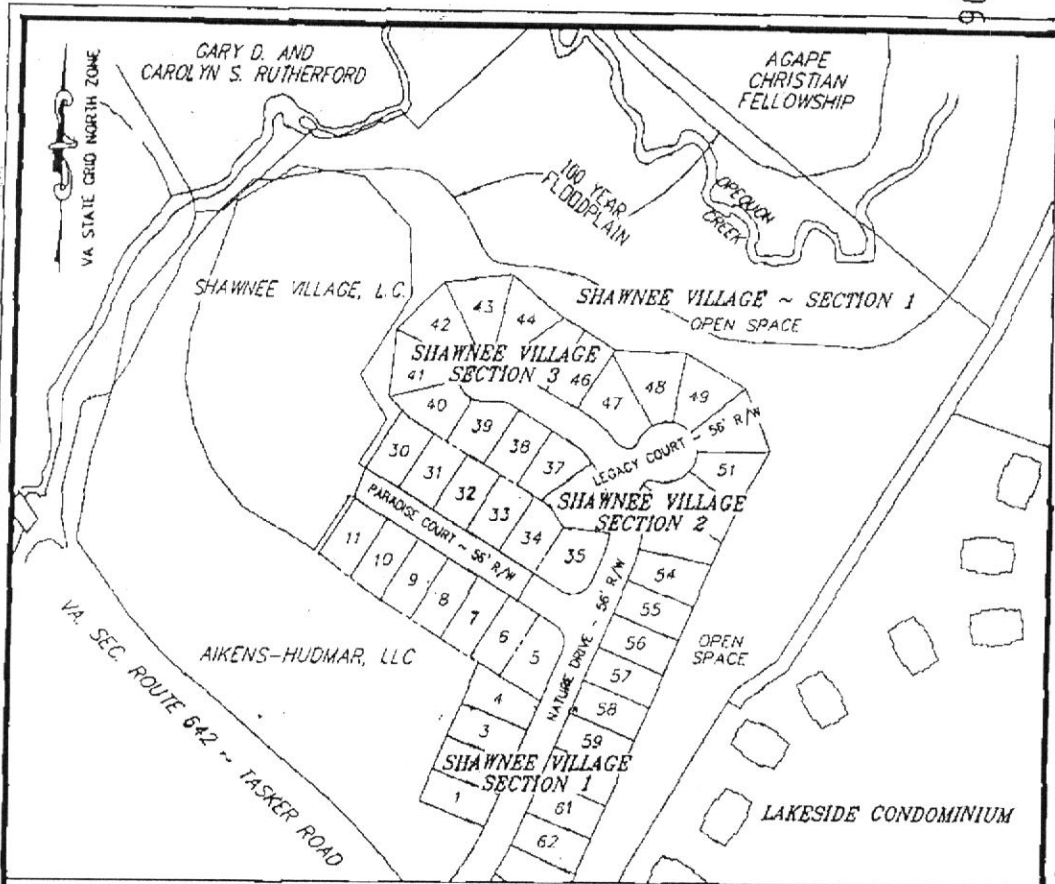 96
VA STATE GRID NORTH ZONE
GARY D. AND
CAROLYN S. RUTHERFORD
AGAPE
CHRISTIAN
FELLOWSHIP
100 YEAR
FLOODPLAIN
OPEQUON
CREEK
SHAWNEE VILLAGE, L.C.
SHAWNEE VILLAGE ~ SECTION 1
OPEN SPACE
43
42
44
SHAWNEE VILLAGE
SECTION 3
41
46
47
48
49
40
39
38
37
LEGACY COURT ~ 56' R/W
51
30
31
32
33
34
35
SHAWNEE VILLAGE
SECTION 2
PARADISE COURT ~ 56' R/W
11
10
9
8
7
6
5
54
55
56
57
58
59
OPEN
SPACE
NATURE DRIVE ~ 56' R/W
VA. SEC. ROUTE 642 ~ TASKER ROAD
AIKENS-HUDMAR, LLC
4
3
SHAWNEE VILLAGE
SECTION 1
1
61
62
LAKESIDE CONDOMINIUM